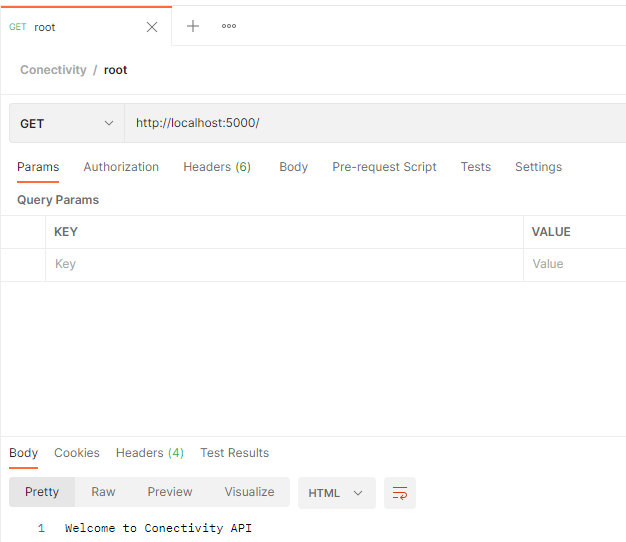 GET root
Conectivity / root
GET http://localhost:5000/
Params Authorization Headers (6) Body Pre-request Script Tests Settings
Query Params
KEY VALUE
Key Value
Body Cookies Headers (4) Test Results
Pretty Raw Preview Visualize HTML
1 Welcome to Conectivity API